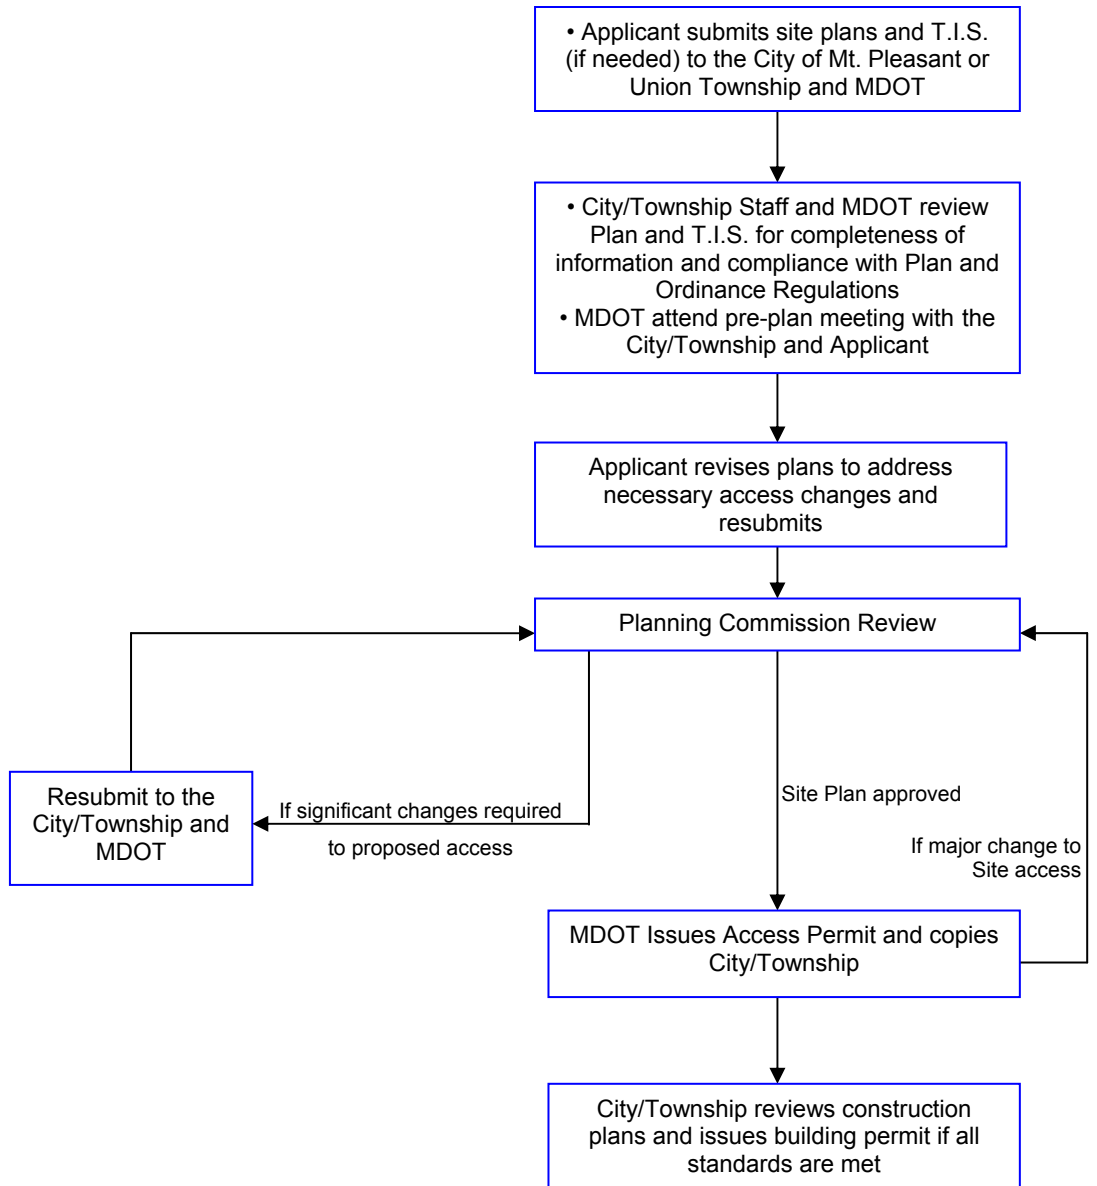 • Applicant submits site plans and T.I.S.
(if needed) to the City of Mt. Pleasant or
Union Township and MDOT
• City/Township Staff and MDOT review
Plan and T.I.S. for completeness of
information and compliance with Plan and
Ordinance Regulations
• MDOT attend pre-plan meeting with the
City/Township and Applicant
Applicant revises plans to address
necessary access changes and
resubmits
Planning Commission Review
Resubmit to the
City/Township and
MDOT
If significant changes required
to proposed access
Site Plan approved
If major change to
Site access
MDOT Issues Access Permit and copies
City/Township
City/Township reviews construction
plans and issues building permit if all
standards are met